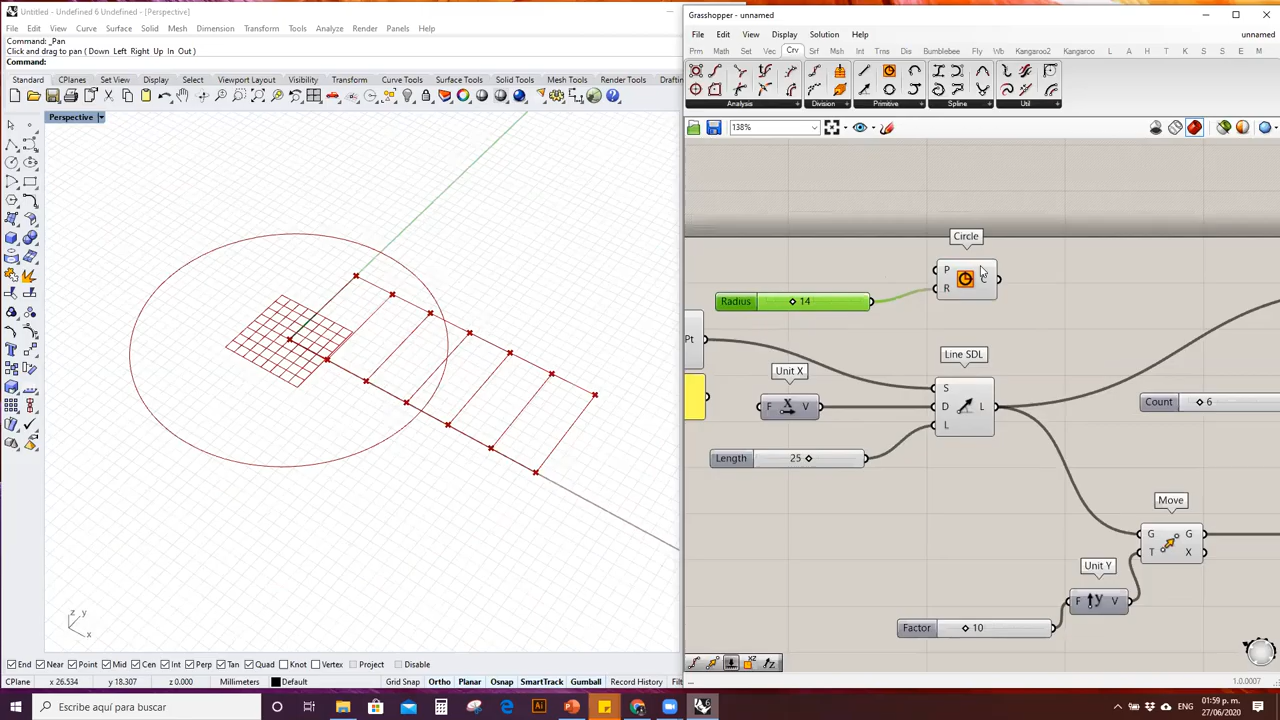 Untitled - Undefined 6 Undefined - [Perspective]
File Edit View Curve Surface Solid Mesh Dimension Transform Tools Analyze Render Panels Help
Command: _Pan
Click and drag to pan ( Down Left Right Up In Out )
Command:
Standard CPlanes Set View Display Select Viewport Layout Visibility Transform Curve Tools Surface Tools Solid Tools Mesh Tools Render Tools Drafti
Perspective
z y
x
End Near Point Mid Cen Int Perp Tan Quad Knot Vertex Project Disable
CPlane x 26.534 y 18.307 z 0.000 Millimeters Default Grid Snap Ortho Planar Osnap SmartTrack Gumball Record History Fil
Grasshopper - unnamed
File Edit View Display Solution Help unnamed
Prm Math Set Vec Crv Srf Msh Int Trns Dis Bumblebee Fly Wb Kangaroo2 Kangaroo L A H T K L S E M
Analysis Division Primitive Spline Util
138%
Circle
P C
R
Radius 14
Pt
Line SDL
Unit X
S
F X V D L
L
Length 25
Count 6
Move
G G
T X
Unit Y
F y V
Factor 10
1.0.0007
Escribe aquí para buscar
ENG
01:59 p. m.
27/06/2020